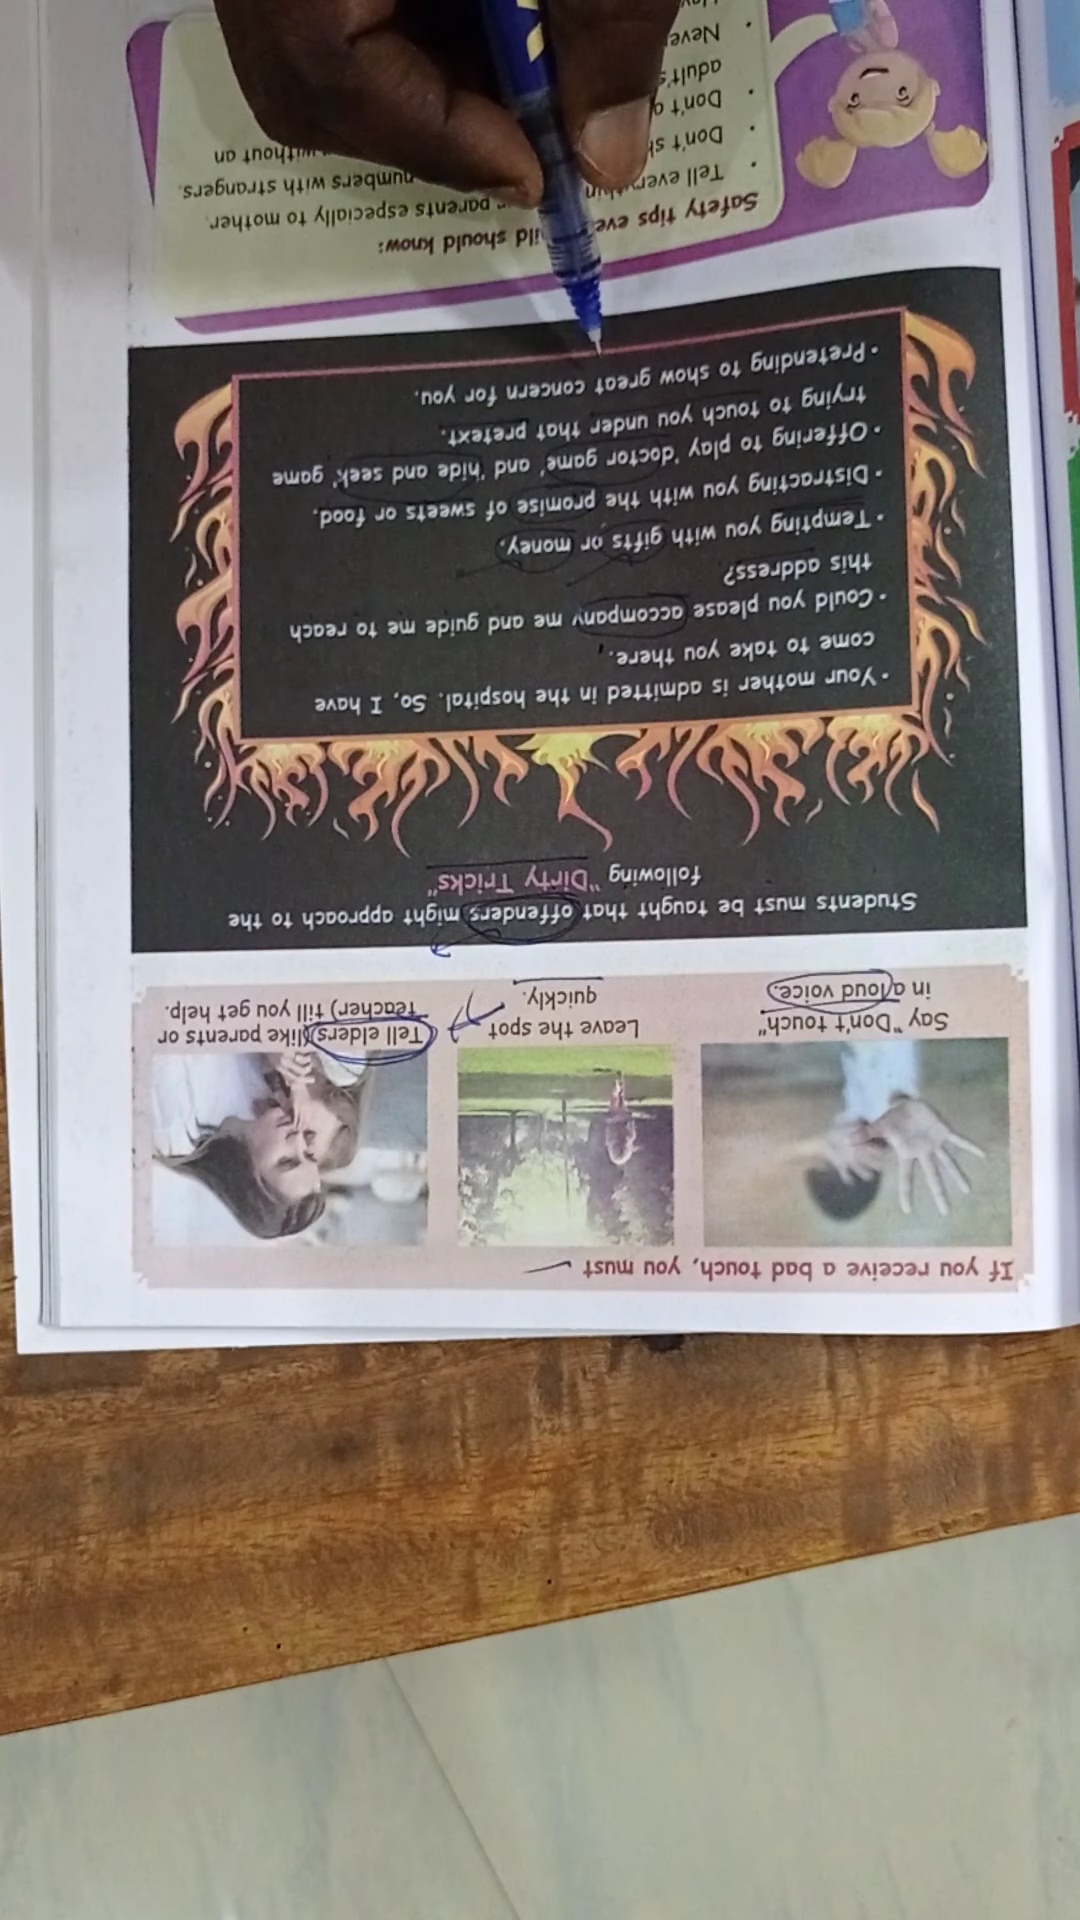 If you receive a bad touch, you must
Say "Don't touch"
in a loud voice.
Leave the spot
quickly.
Tell elders (like parents or
Teacher) till you get help.
Students must be taught that offenders might approach to the
following "Dirty Tricks"
• Your mother is admitted in the hospital. So, I have
come to take you there.
• Could you please accompany me and guide me to reach
this address?
• Tempting you with gifts or money.
• Distracting you with the promise of sweets or food.
• Offering to play 'doctor game' and 'hide and seek' game
trying to touch you under that pretext.
• Pretending to show great concern for you.
Safety tips should know:
• Tell parents especially to mother.
• Don't numbers with strangers.
• Don't without an
adult's
• Never